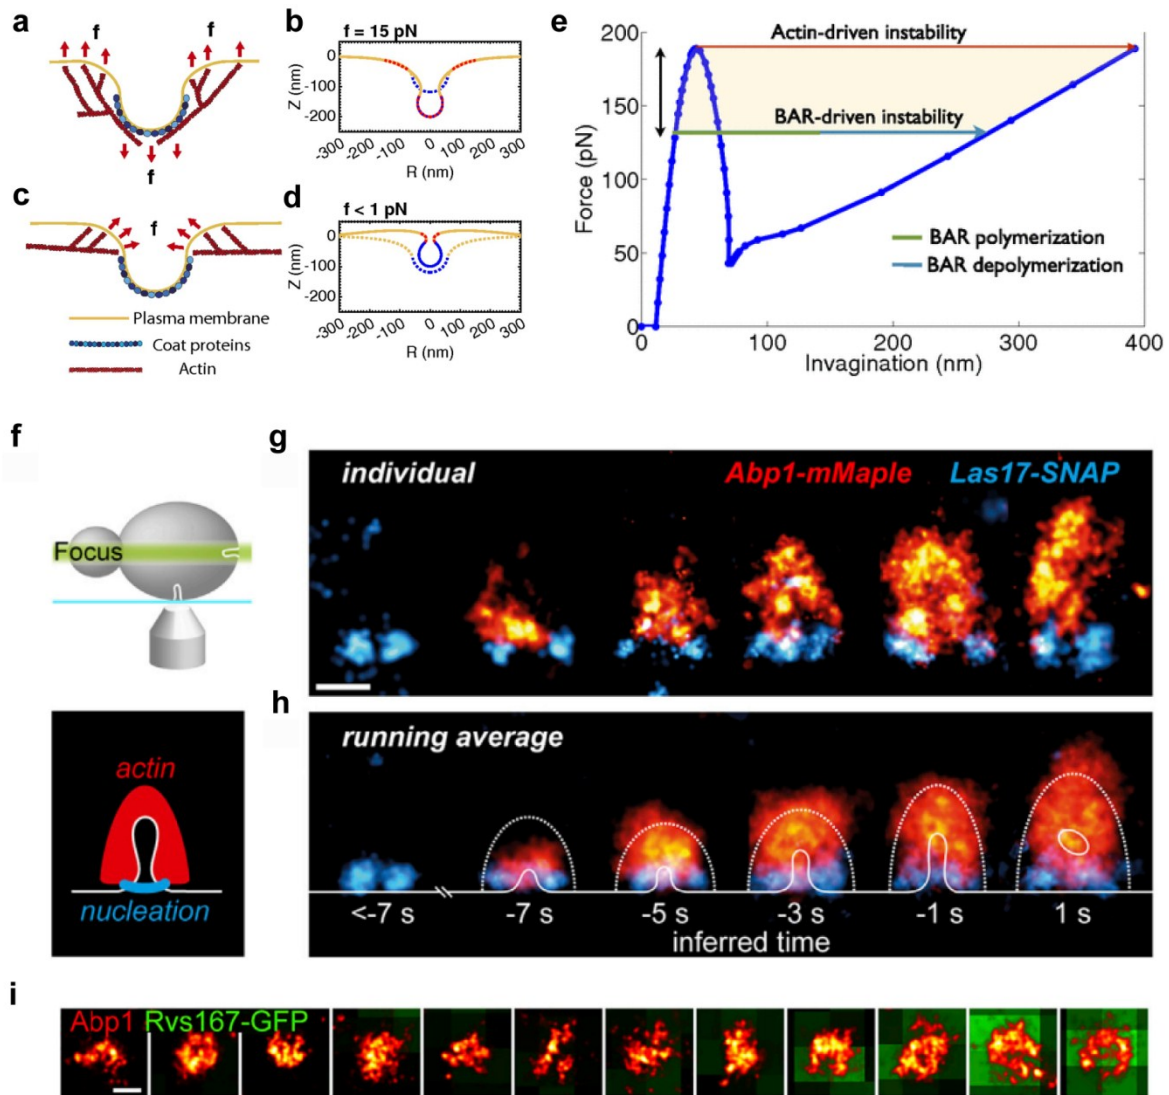 a
f
f
f
b
f = 15 pN
Z (nm)
0
-100
-200
-300
-200
-100
0
100
200
300
R (nm)
c
f
Plasma membrane
Coat proteins
Actin
d
f < 1 pN
Z (nm)
0
-100
-200
-300
-200
-100
0
100
200
300
R (nm)
e
Force (pN)
200
150
100
50
0
0
100
200
300
400
Invagination (nm)
Actin-driven instability
BAR-driven instability
BAR polymerization
BAR depolymerization
f
Focus
actin
nucleation
g
individual
Abp1-mMaple
Las17-SNAP
h
running average
<-7 s
-7 s
-5 s
-3 s
-1 s
1 s
inferred time
i
Abp1 Rvs167-GFP